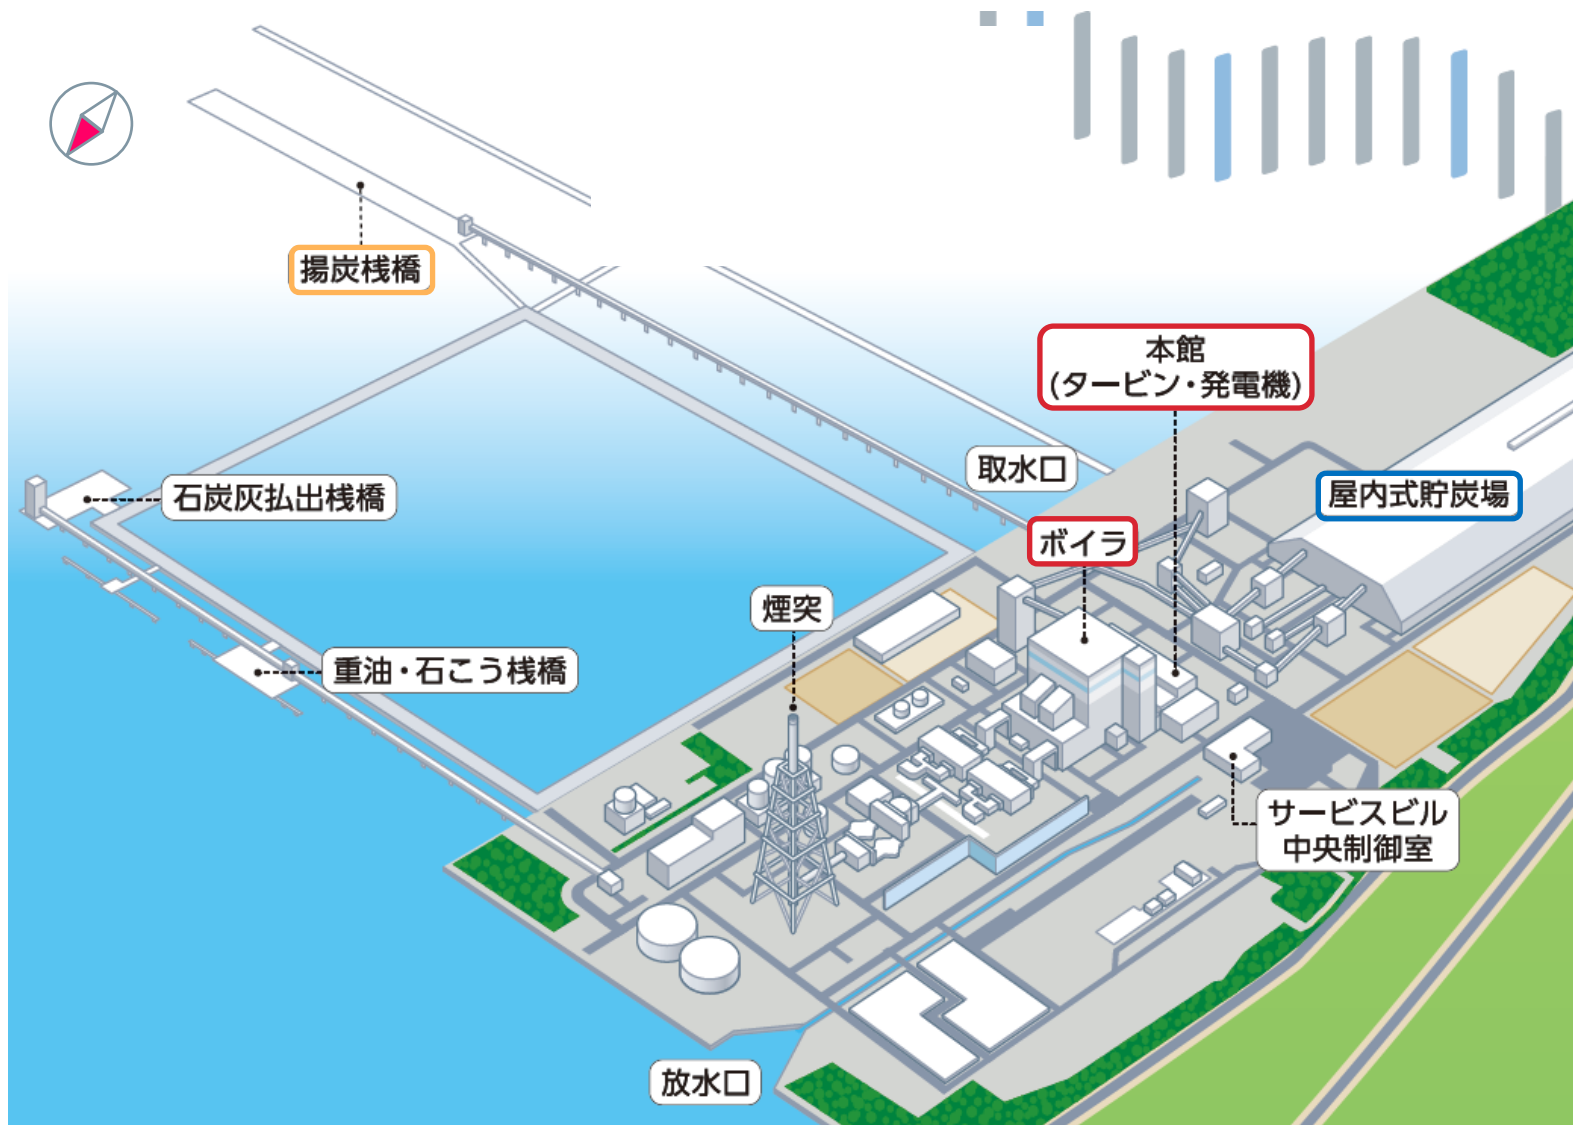 揚炭桟橋
本館
(タービン・発電機)
取水口
屋内式貯炭場
石炭灰払出桟橋
ボイラ
煙突
重油・石こう桟橋
サービスビル
中央制御室
放水口